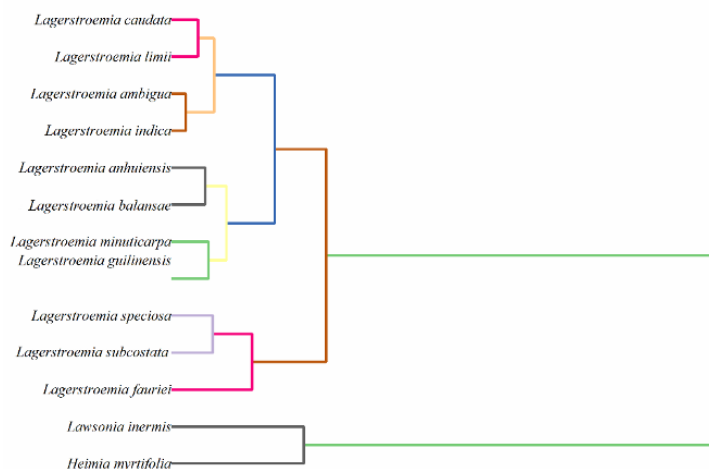 Lagerstroemia caudata
Lagerstroemia limii
Lagerstroemia ambigua
Lagerstroemia indica
Lagerstroemia anhuiensis
Lagerstroemia balansae
Lagerstroemia minuticarpa
Lagerstroemia guilinensis
Lagerstroemia speciosa
Lagerstroemia subcostata
Lagerstroemia fauriei
Lawsonia inermis
Heimia myrtifolia